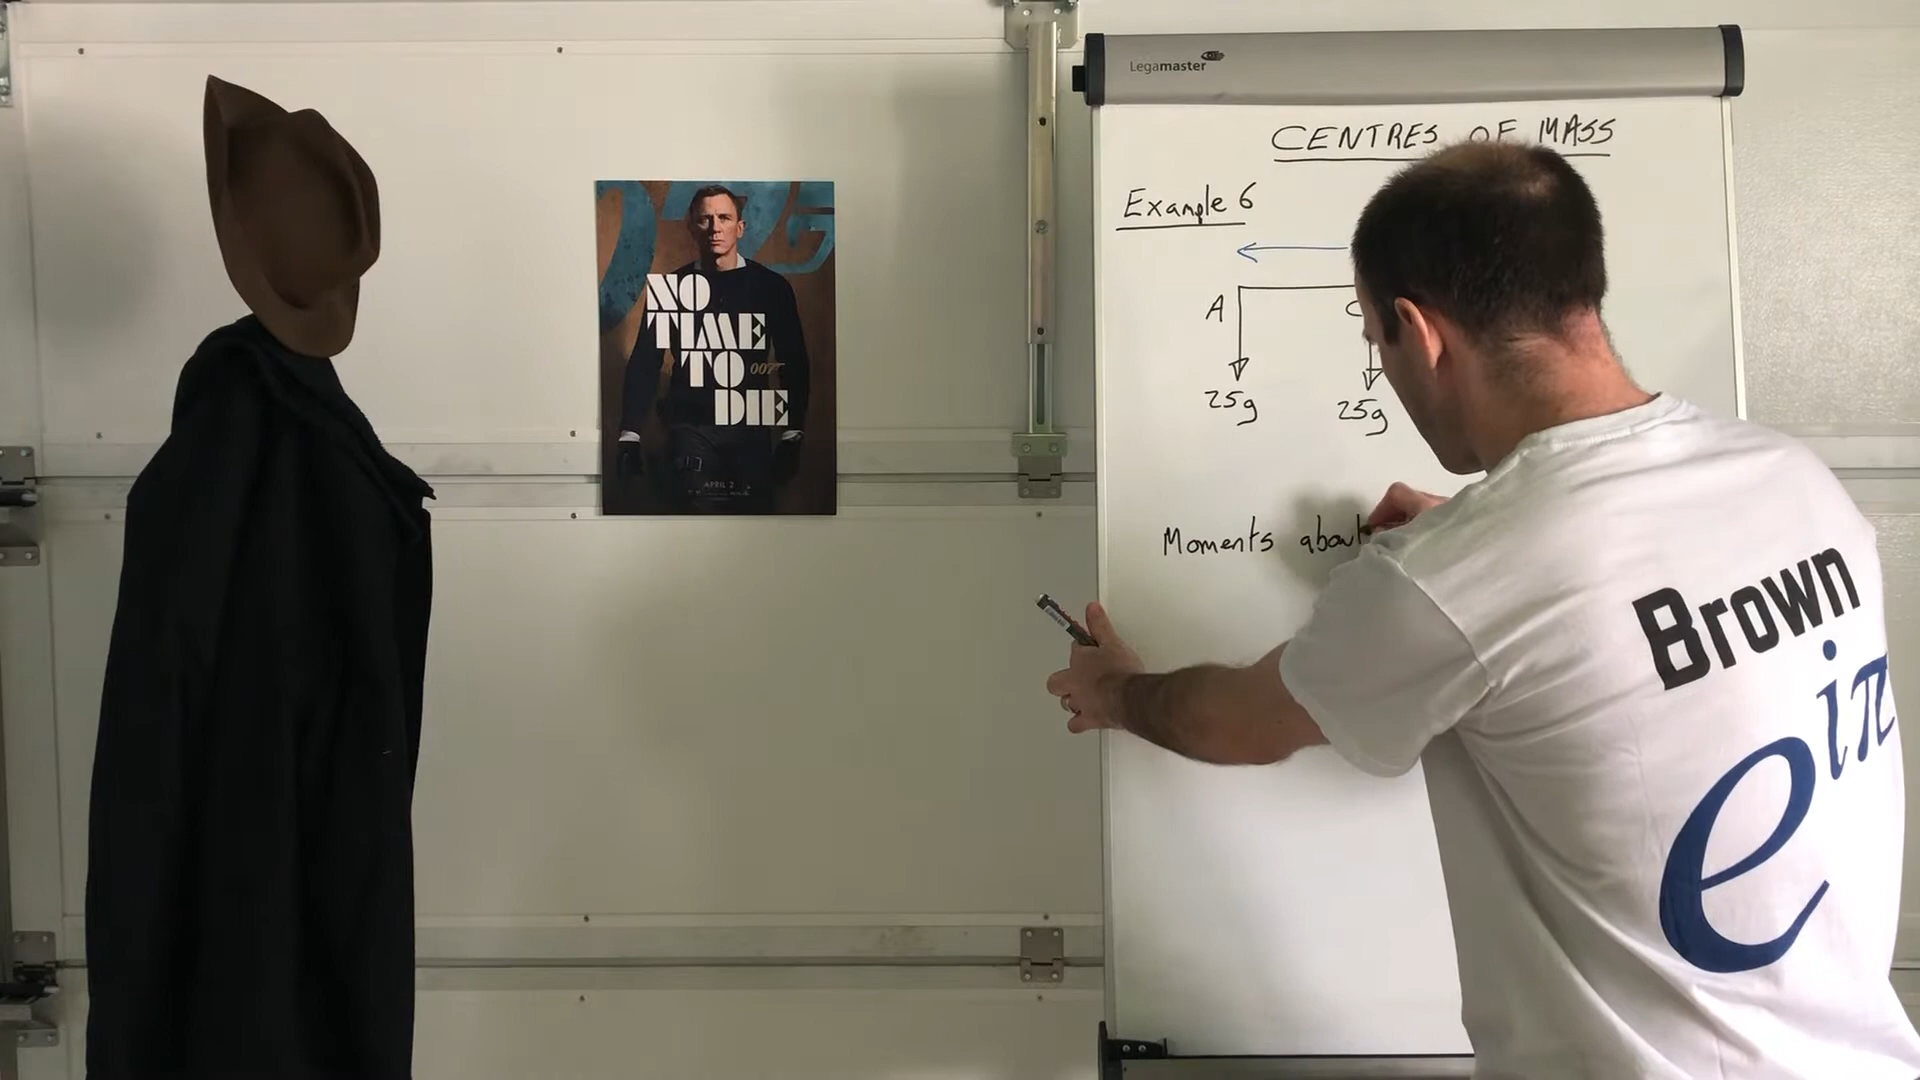 Legamaster
CENTRES OF MASS
Example 6
A
C
25g
25g
Moments about
NO
TIME
TO
007
DIE
APRIL 2
Brown
e^iπ